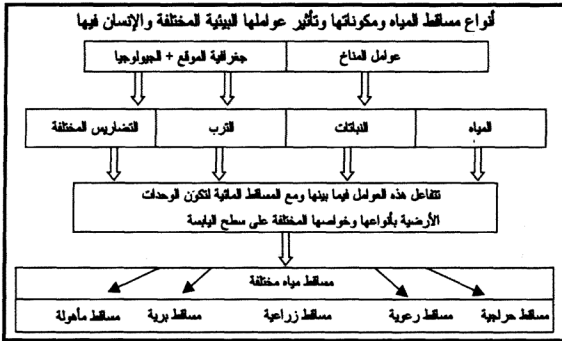 أنواع مساقط المياه ومكوناتها وتأثير عواملها البيئية المختلفة والإنسان فيها
عوامل المناخ
جغرافية الموقع + الجيولوجيا
المياه
النباتات
الترب
التضاريس المختلفة
تتفاعل هذه العوامل فيما بينها ومع المساقط المائية لتكون الوحدات
الأرضية بأنواعها وخواصها المختلفة على سطح اليابسة
مساقط مياه مختلفة
مساقط حراجية
مساقط رعوية
مساقط زراعية
مساقط برية
مساقط مأهولة